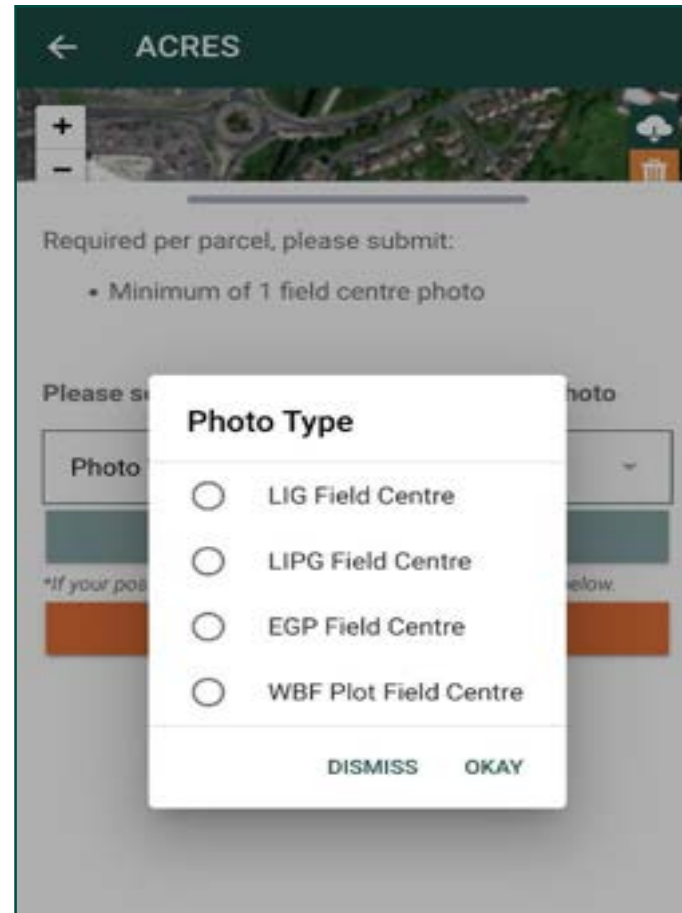 ← ACRES
+
−
Required per parcel, please submit:
• Minimum of 1 field centre photo
Please hoto
Photo
*If your elow.
Photo Type
LIG Field Centre
LIPG Field Centre
EGP Field Centre
WBF Plot Field Centre
DISMISS OKAY